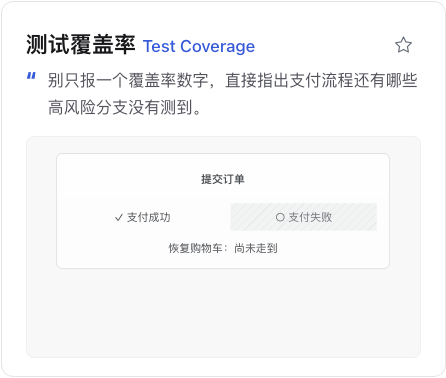 测试覆盖率 Test Coverage
“ 别只报一个覆盖率数字，直接指出支付流程还有哪些
高风险分支没有测到。
提交订单
✓ 支付成功
○ 支付失败
恢复购物车：尚未走到